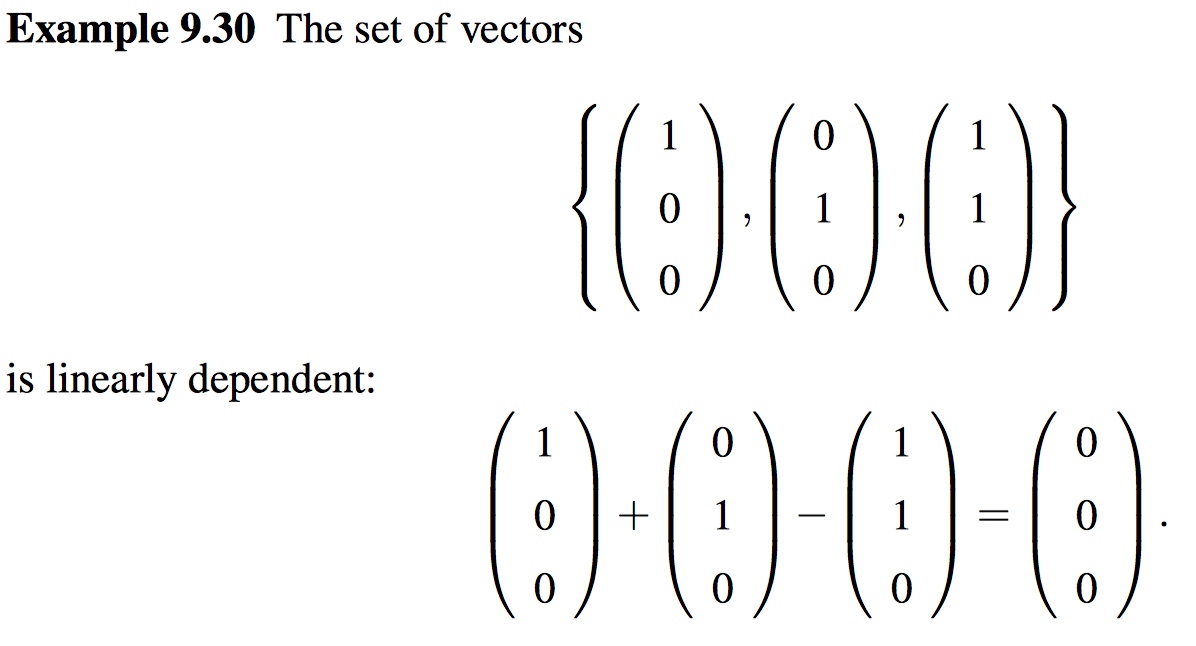 Example 9.30 The set of vectors
{ ( 1 0 0 ) , ( 0 1 0 ) , ( 1 1 0 ) }
is linearly dependent:
( 1 0 0 ) + ( 0 1 0 ) − ( 1 1 0 ) = ( 0 0 0 ) .